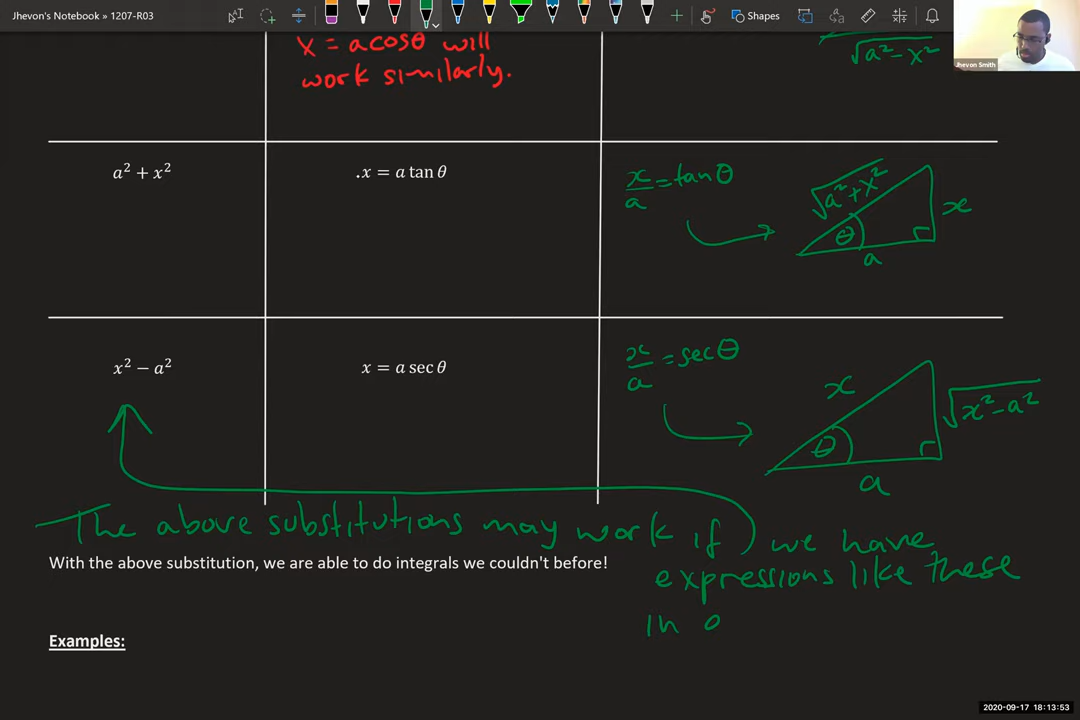 Jhevon's Notebook » 1207-R03
Shapes
Jhevon Smith
x = a cosθ will
work similarly.
√a² − x²
a² + x²
.x = a tan θ
x/a = tan θ
√a² + x²
x
θ
a
x² − a²
x = a sec θ
x/a = sec θ
x
√x² − a²
θ
a
The above substitutions may work if we have
expressions like these
in o
With the above substitution, we are able to do integrals we couldn't before!
Examples:
2020-09-17 18:13:53